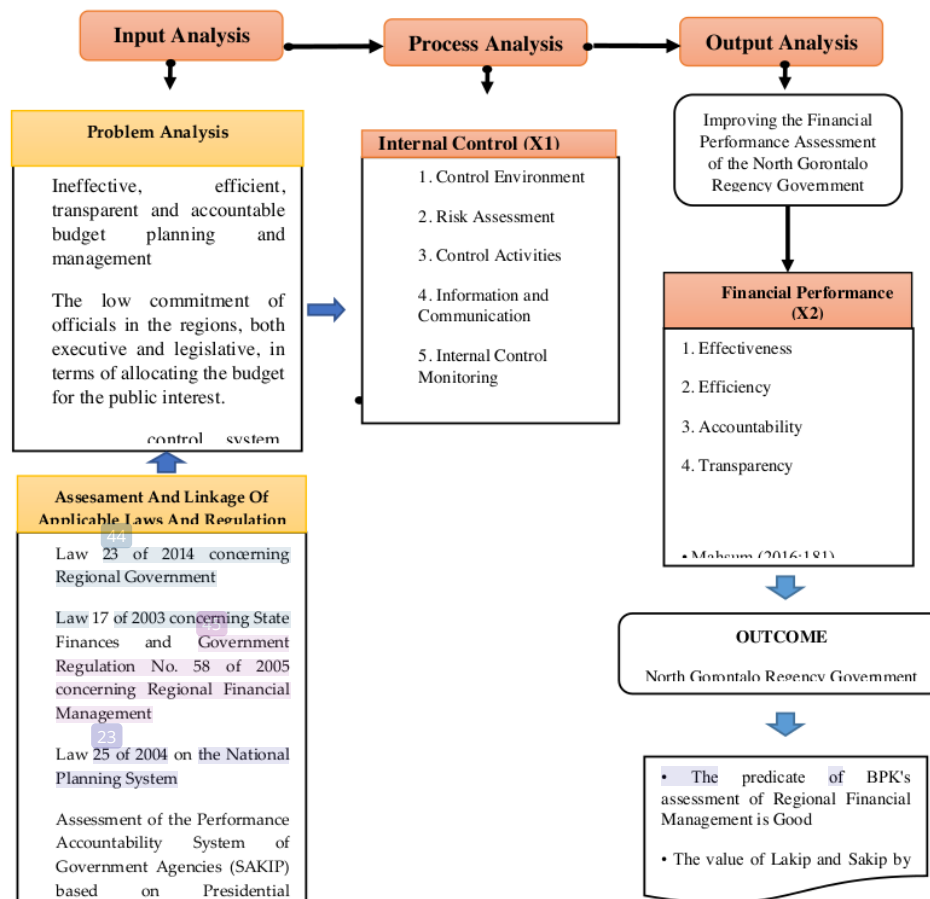 Input Analysis
Process Analysis
Output Analysis
Problem Analysis
Ineffective, efficient,
transparent and accountable
budget planning and
management
The low commitment of
officials in the regions, both
executive and legislative, in
terms of allocating the budget
for the public interest.
control system
Assesament And Linkage Of
Applicable Laws And Regulation
44
Law 23 of 2014 concerning
Regional Government
Law 17 of 2003 concerning State
Finances and Government
Regulation No. 58 of 2005
concerning Regional Financial
Management
23
Law 25 of 2004 on the National
Planning System
Assessment of the Performance
Accountability System of
Government Agencies (SAKIP)
based on Presidential
Internal Control (X1)
1. Control Environment
2. Risk Assessment
3. Control Activities
4. Information and
Communication
5. Internal Control
Monitoring
Improving the Financial
Performance Assessment
of the North Gorontalo
Regency Government
Financial Performance
(X2)
1. Effectiveness
2. Efficiency
3. Accountability
4. Transparency
• Mahsum (2016:181)
OUTCOME
North Gorontalo Regency Government
• The predicate of BPK's
assessment of Regional Financial
Management is Good
• The value of Lakip and Sakip by